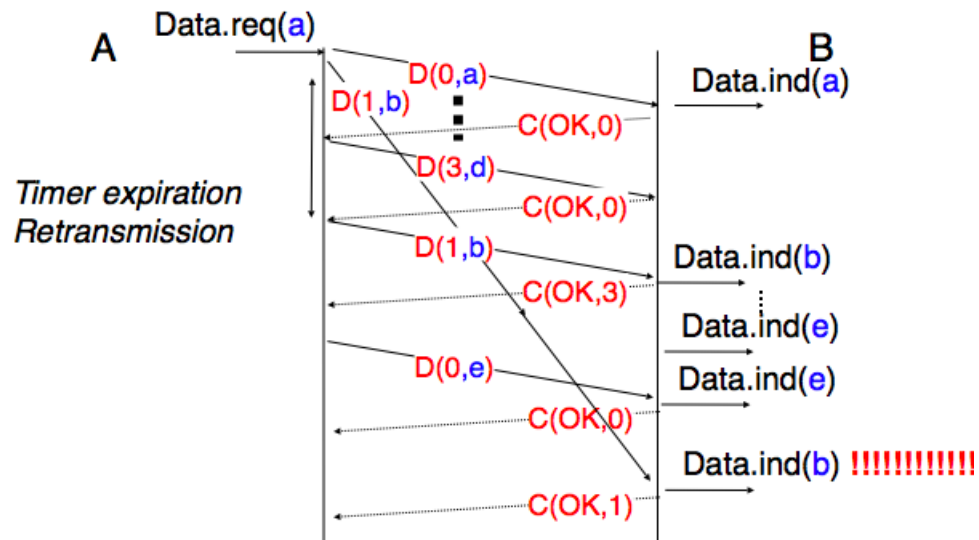 Data.req(a)
A
B
D(0,a)
Data.ind(a)
D(1,b)
C(OK,0)
D(3,d)
Timer expiration
Retransmission
C(OK,0)
D(1,b)
Data.ind(b)
C(OK,3)
Data.ind(e)
D(0,e)
Data.ind(e)
C(OK,0)
Data.ind(b) !!!!!!!!!!!!
C(OK,1)